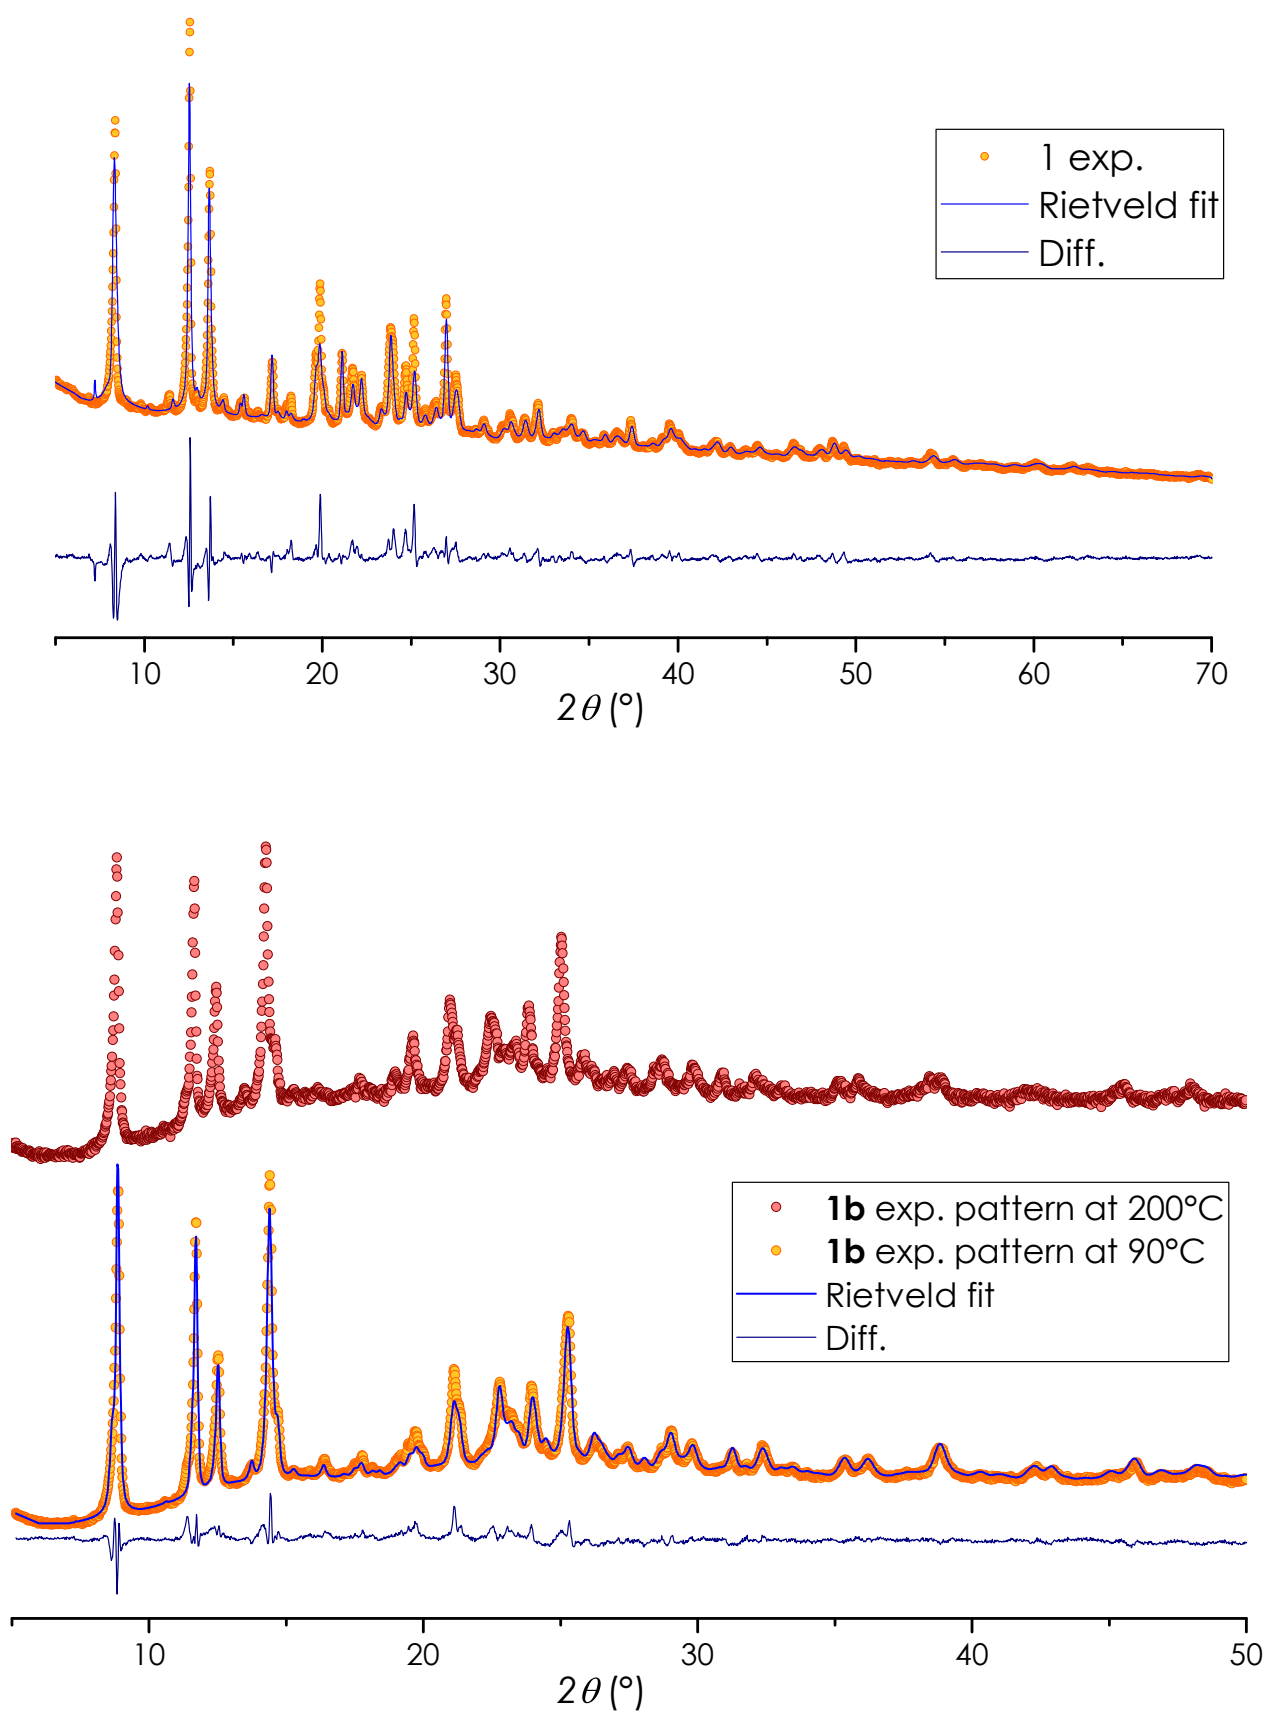 1 exp.
Rietveld fit
Diff.
10 20 30 40 50 60 70
2θ (°)
1b exp. pattern at 200°C
1b exp. pattern at 90°C
Rietveld fit
Diff.
10 20 30 40 50
2θ (°)